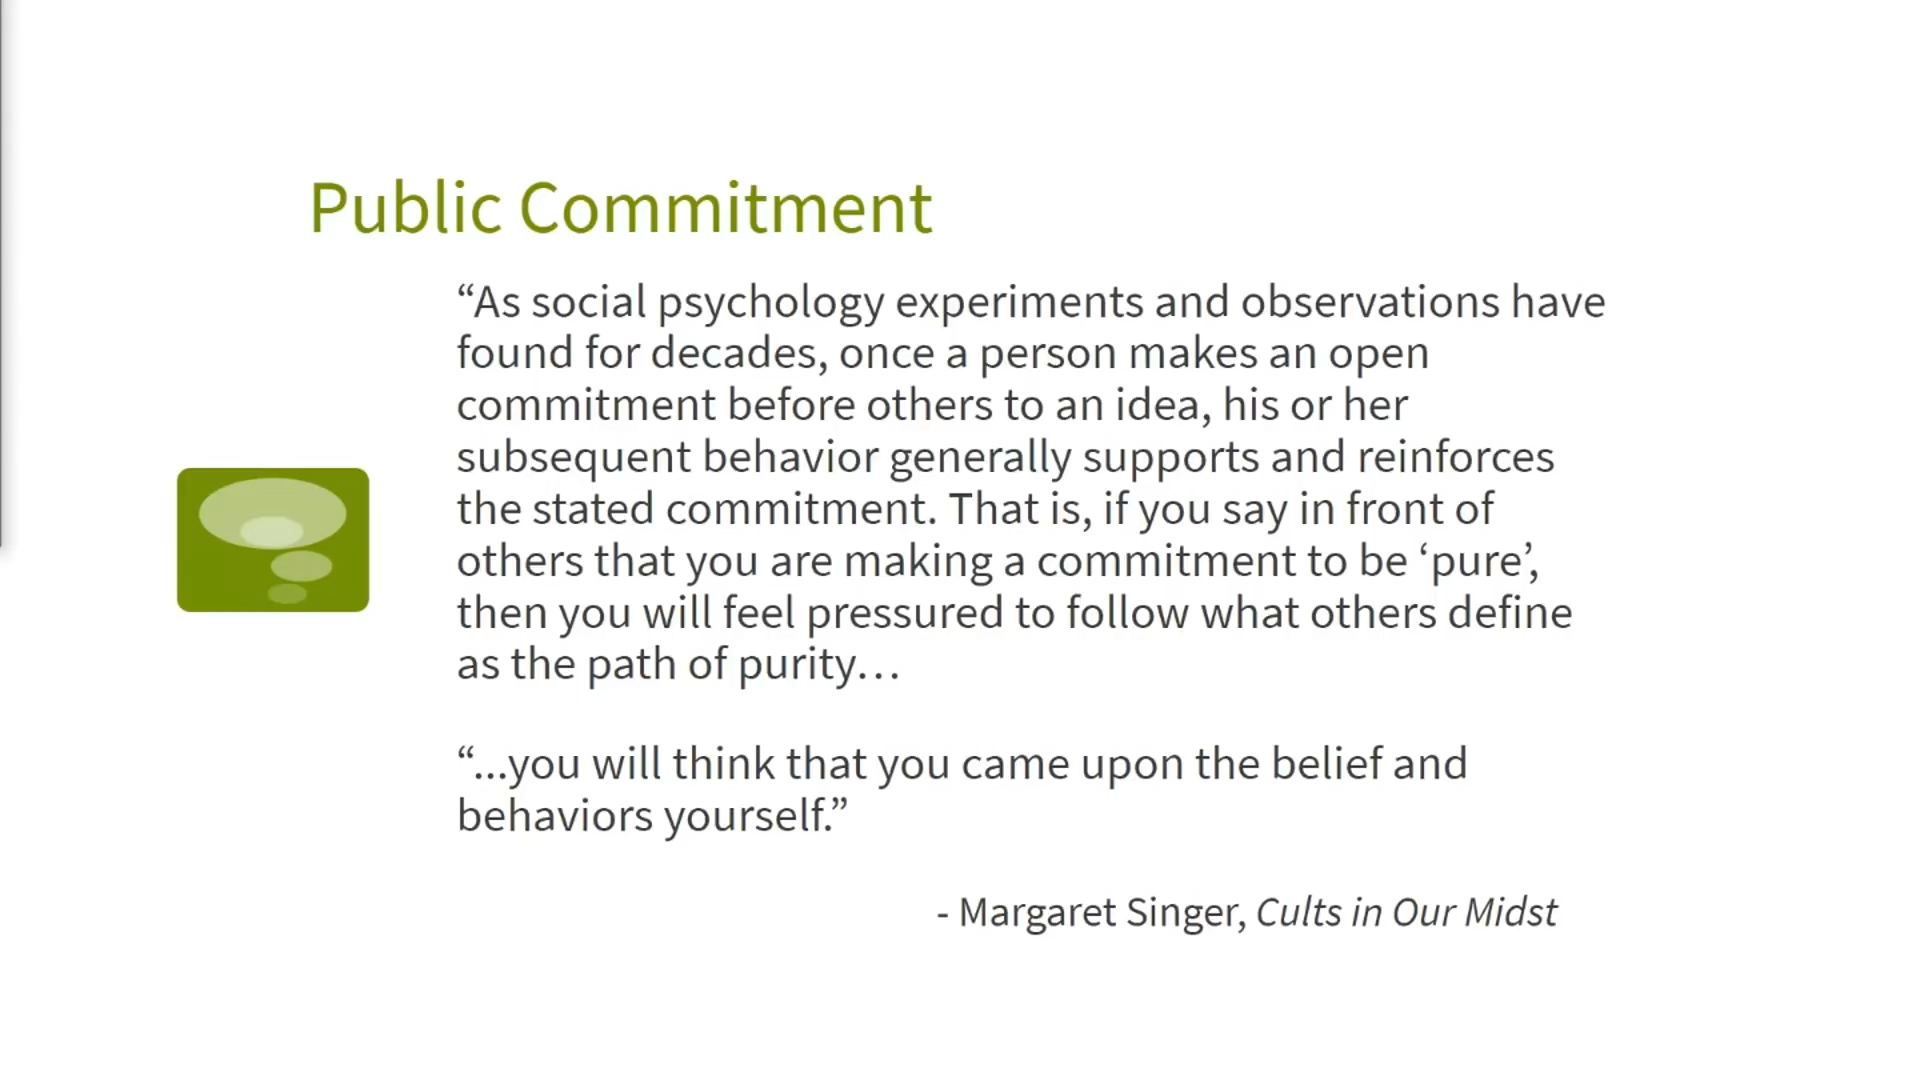 Public Commitment
“As social psychology experiments and observations have
found for decades, once a person makes an open
commitment before others to an idea, his or her
subsequent behavior generally supports and reinforces
the stated commitment. That is, if you say in front of
others that you are making a commitment to be ‘pure’,
then you will feel pressured to follow what others define
as the path of purity…
“...you will think that you came upon the belief and
behaviors yourself.”
- Margaret Singer, Cults in Our Midst